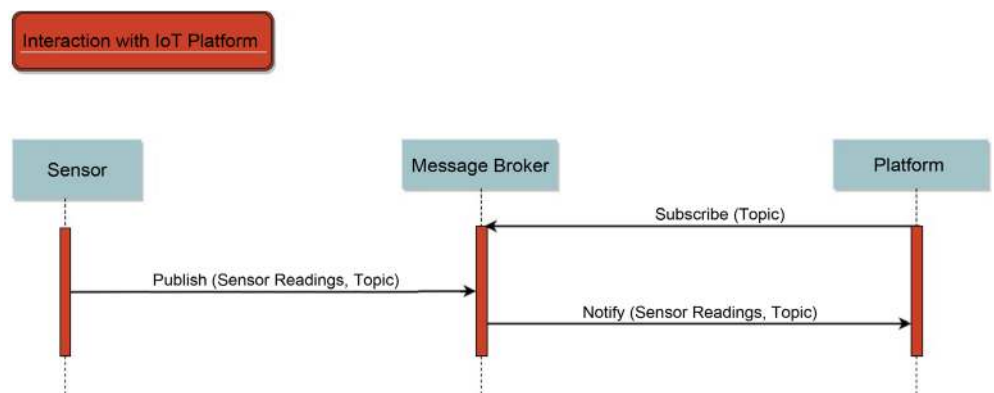 Interaction with IoT Platform
Sensor
Message Broker
Platform
Subscribe (Topic)
Publish (Sensor Readings, Topic)
Notify (Sensor Readings, Topic)